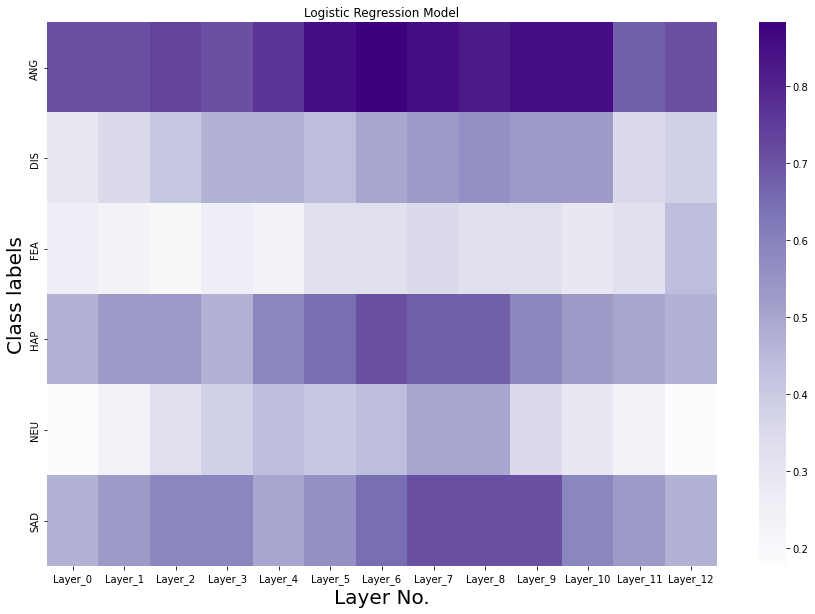 Logistic Regression Model
Class labels
ANG
DIS
FEA
HAP
NEU
SAD
Layer_0 Layer_1 Layer_2 Layer_3 Layer_4 Layer_5 Layer_6 Layer_7 Layer_8 Layer_9 Layer_10 Layer_11 Layer_12
Layer No.
0.8
0.7
0.6
0.5
0.4
0.3
0.2